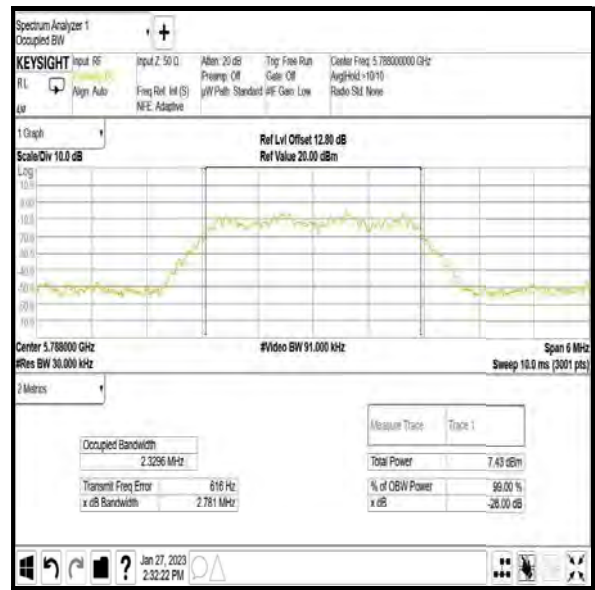 Spectrum Analyzer 1
Occupied BW
+
KEYSIGHT
RL
Input: RF
Align: Auto
Input Z: 50 Ω
Freq Ref: Int (S)
NFE: Adaptive
Atten: 20 dB
Preamp: Off
µW Path: Standard
Trig: Free Run
Gate: Off
#IF Gain: Low
Center Freq: 5.788000000 GHz
Avg|Hold:>10/10
Radio Std: None
1 Graph
Scale/Div 10.0 dB
Ref Lvl Offset 12.80 dB
Ref Value 20.00 dBm
Log
10.0
0.00
Center 5.788000 GHz
#Res BW 30.000 kHz
#Video BW 91.000 kHz
Span 6 MHz
Sweep 10.0 ms (3001 pts)
2 Metrics
Measure Trace
Trace 1
Occupied Bandwidth
2.3296 MHz
Total Power
7.43 dBm
Transmit Freq Error
616 Hz
% of OBW Power
99.00 %
x dB Bandwidth
2.781 MHz
x dB
-26.00 dB
?
Jan 27, 2023
2:32:22 PM